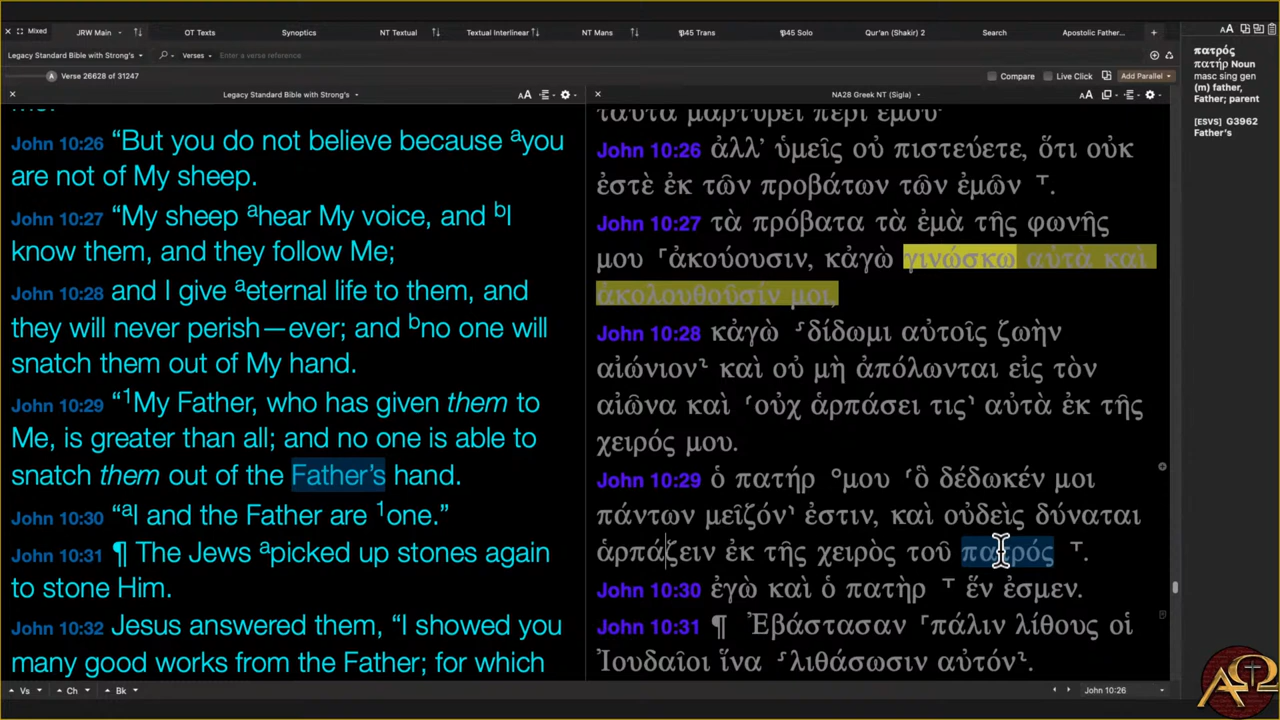 Mixed
JRW Main
OT Texts
Synoptics
NT Textual
Textual Interlinear
NT Mans
𝔓45 Trans
𝔓45 Solo
Qur'an (Shakir) 2
Search
Apostolic Father...
Legacy Standard Bible with Strong's
Verses
Enter a verse reference
Verse 26628 of 31247
Compare
Live Click
Add Parallel
Legacy Standard Bible with Strong's
John 10:26 “But you do not believe because ᵃyou
are not of My sheep.
John 10:27 “My sheep ᵃhear My voice, and ᵇI
know them, and they follow Me;
John 10:28 and I give ᵃeternal life to them, and
they will never perish—ever; and ᵇno one will
snatch them out of My hand.
John 10:29 “¹My Father, who has given them to
Me, is greater than all; and no one is able to
snatch them out of the Father’s hand.
John 10:30 “ᵃI and the Father are ¹one.”
John 10:31 ¶ The Jews ᵃpicked up stones again
to stone Him.
John 10:32 Jesus answered them, “I showed you
many good works from the Father; for which
NA28 Greek NT (Sigla)
ταῦτα μαρτυρεῖ περὶ ἐμοῦ·
John 10:26 ἀλλ’ ὑμεῖς οὐ πιστεύετε, ὅτι οὐκ
ἐστὲ ἐκ τῶν προβάτων τῶν ἐμῶν ⸆.
John 10:27 τὰ πρόβατα τὰ ἐμὰ τῆς φωνῆς
μου ⸀ἀκούουσιν, κἀγὼ γινώσκω αὐτὰ καὶ
ἀκολουθοῦσίν μοι,
John 10:28 κἀγὼ ⸉δίδωμι αὐτοῖς ζωὴν
αἰώνιον⸊ καὶ οὐ μὴ ἀπόλωνται εἰς τὸν
αἰῶνα καὶ ⸂οὐχ ἁρπάσει τις⸃ αὐτὰ ἐκ τῆς
χειρός μου.
John 10:29 ὁ πατήρ ⸰μου ⸂ὃ δέδωκέν μοι
πάντων μεῖζόν⸃ ἐστιν, καὶ οὐδεὶς δύναται
ἁρπάζειν ἐκ τῆς χειρὸς τοῦ πατρός ⸆.
John 10:30 ἐγὼ καὶ ὁ πατὴρ ⸆ ἕν ἐσμεν.
John 10:31 ¶ Ἐβάστασαν ⸀πάλιν λίθους οἱ
Ἰουδαῖοι ἵνα ⸉λιθάσωσιν αὐτόν⸊.
πατρός
πατήρ Noun
masc sing gen
(m) father,
Father; parent
[ESVS] G3962
Father's
Vs
Ch
Bk
John 10:26
ΑΩ